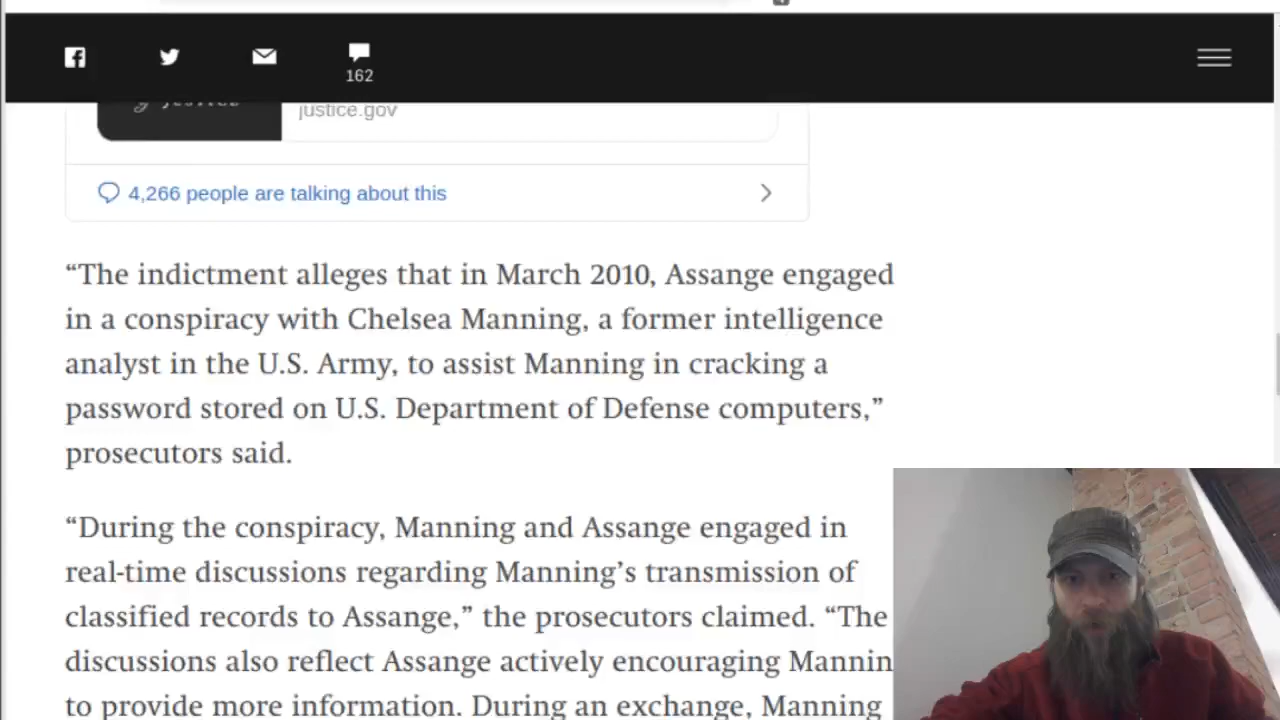 162
justice.gov
4,266 people are talking about this
“The indictment alleges that in March 2010, Assange engaged
in a conspiracy with Chelsea Manning, a former intelligence
analyst in the U.S. Army, to assist Manning in cracking a
password stored on U.S. Department of Defense computers,”
prosecutors said.
“During the conspiracy, Manning and Assange engaged in
real-time discussions regarding Manning’s transmission of
classified records to Assange,” the prosecutors claimed. “The
discussions also reflect Assange actively encouraging Mannin
to provide more information. During an exchange, Manning